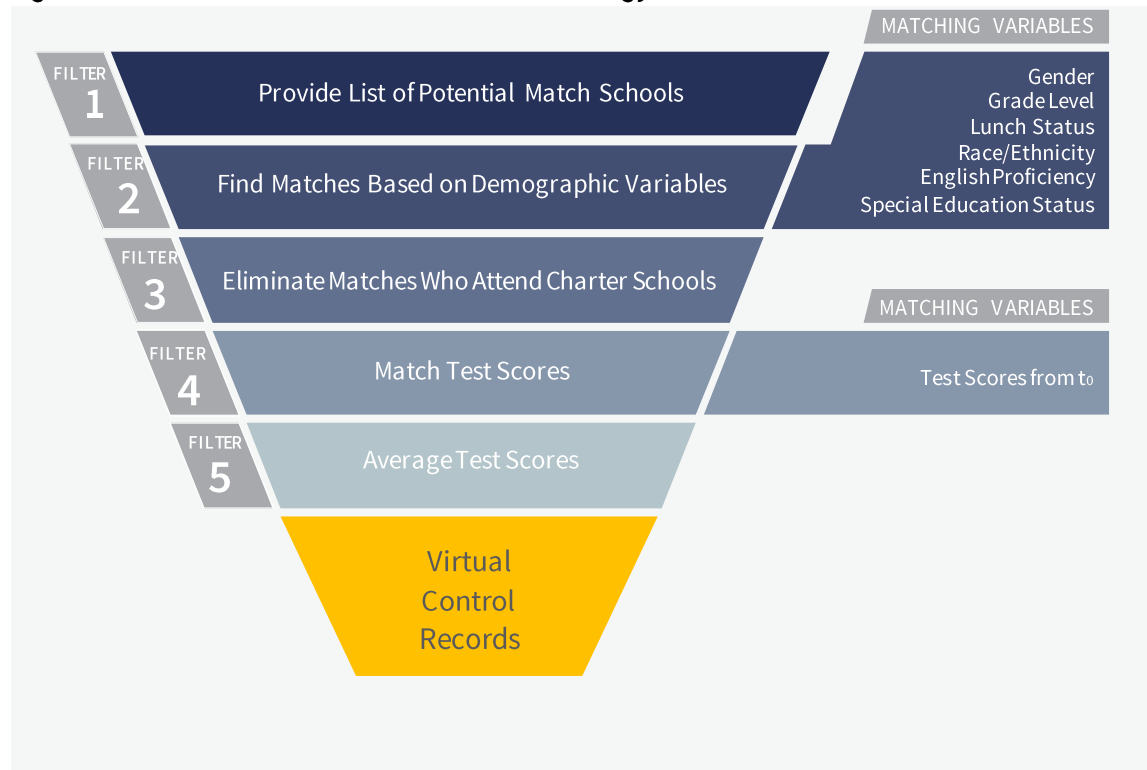 MATCHING VARIABLES
FILTER
1
Provide List of Potential Match Schools
Gender
Grade Level
Lunch Status
Race/Ethnicity
English Proficiency
Special Education Status
FILTER
2
Find Matches Based on Demographic Variables
FILTER
3
Eliminate Matches Who Attend Charter Schools
MATCHING VARIABLES
FILTER
4
Match Test Scores
Test Scores from t₀
FILTER
5
Average Test Scores
Virtual
Control
Records